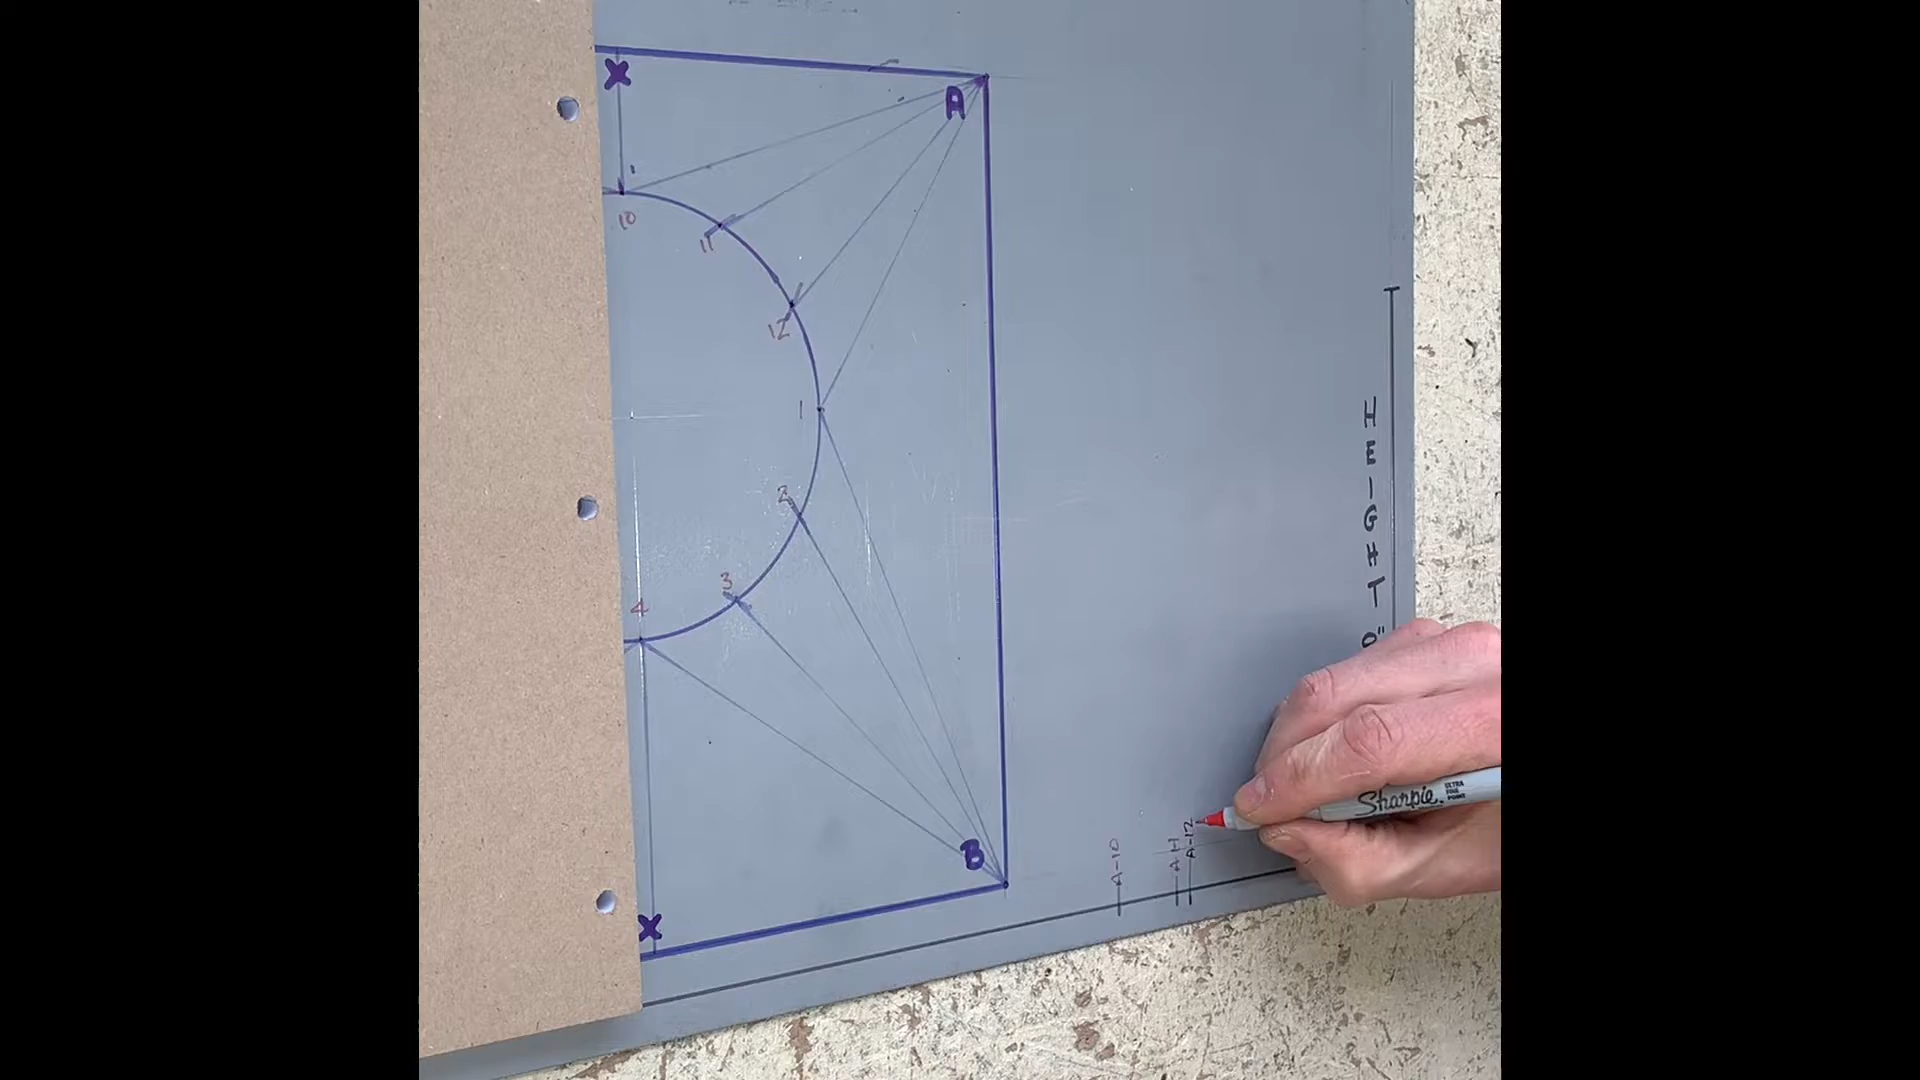 X
A
10
11
12
1
2
3
4
B
X
A-10
A-11
A-12
HEIGHT
Sharpie
ULTRA
FINE
POINT